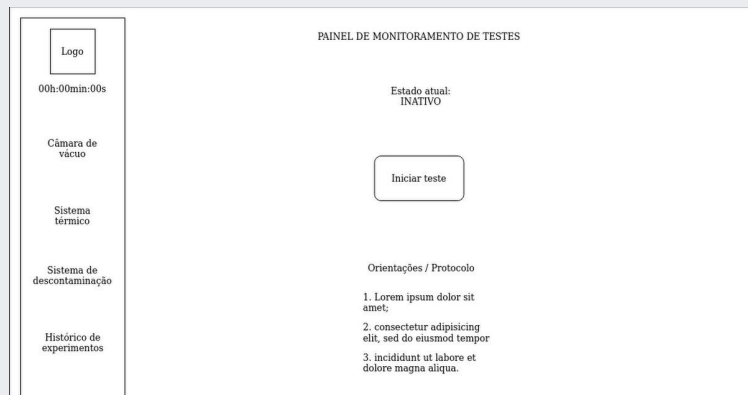 Logo
00h:00min:00s
Câmara de
vácuo
Sistema
térmico
Sistema de
descontaminação
Histórico de
experimentos
PAINEL DE MONITORAMENTO DE TESTES
Estado atual:
INATIVO
Iniciar teste
Orientações / Protocolo
1. Lorem ipsum dolor sit
amet;
2. consectetur adipisicing
elit, sed do eiusmod tempor
3. incididunt ut labore et
dolore magna aliqua.